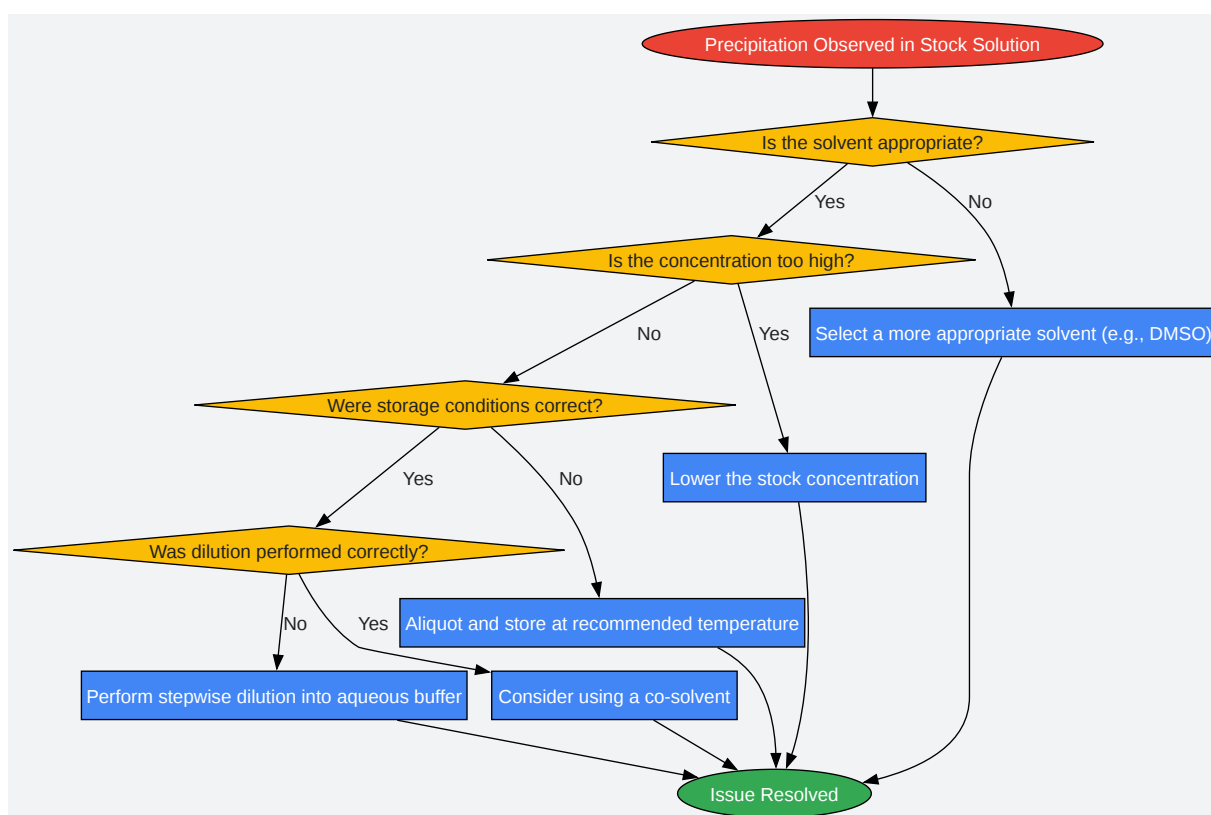 Precipitation Observed in Stock Solution
Is the solvent appropriate?
Yes
No
Is the concentration too high?
No
Yes
Select a more appropriate solvent (e.g., DMSO)
Were storage conditions correct?
Yes
No
Lower the stock concentration
Was dilution performed correctly?
No
Yes
Aliquot and store at recommended temperature
Perform stepwise dilution into aqueous buffer
Consider using a co-solvent
Issue Resolved